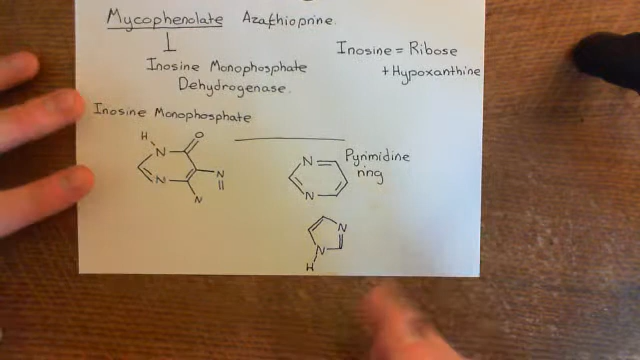 Mycophenolate Azathioprine.
Inosine Monophosphate
Dehydrogenase.
Inosine = Ribose
+ Hypoxanthine
Inosine Monophosphate
H
N
O
N
N
N
N
N
Pyrimidine
ring
N
N
H